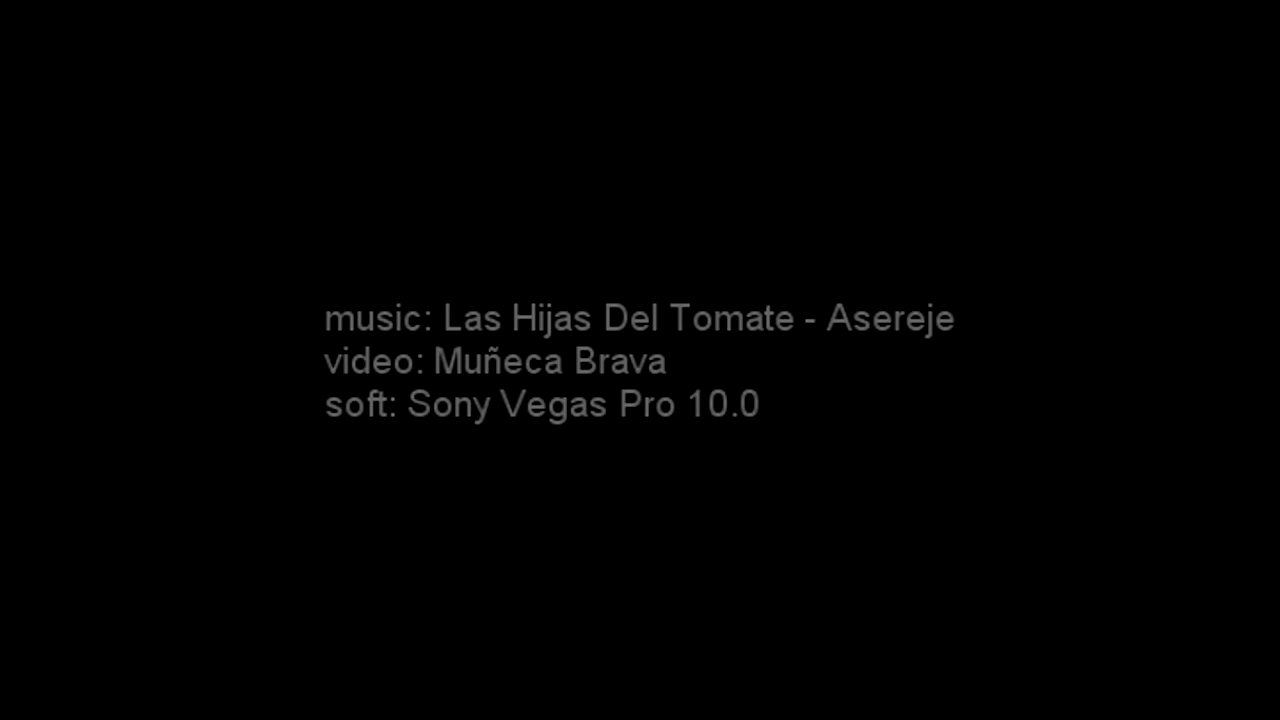 music: Las Hijas Del Tomate - Asereje
video: Muñeca Brava
soft: Sony Vegas Pro 10.0